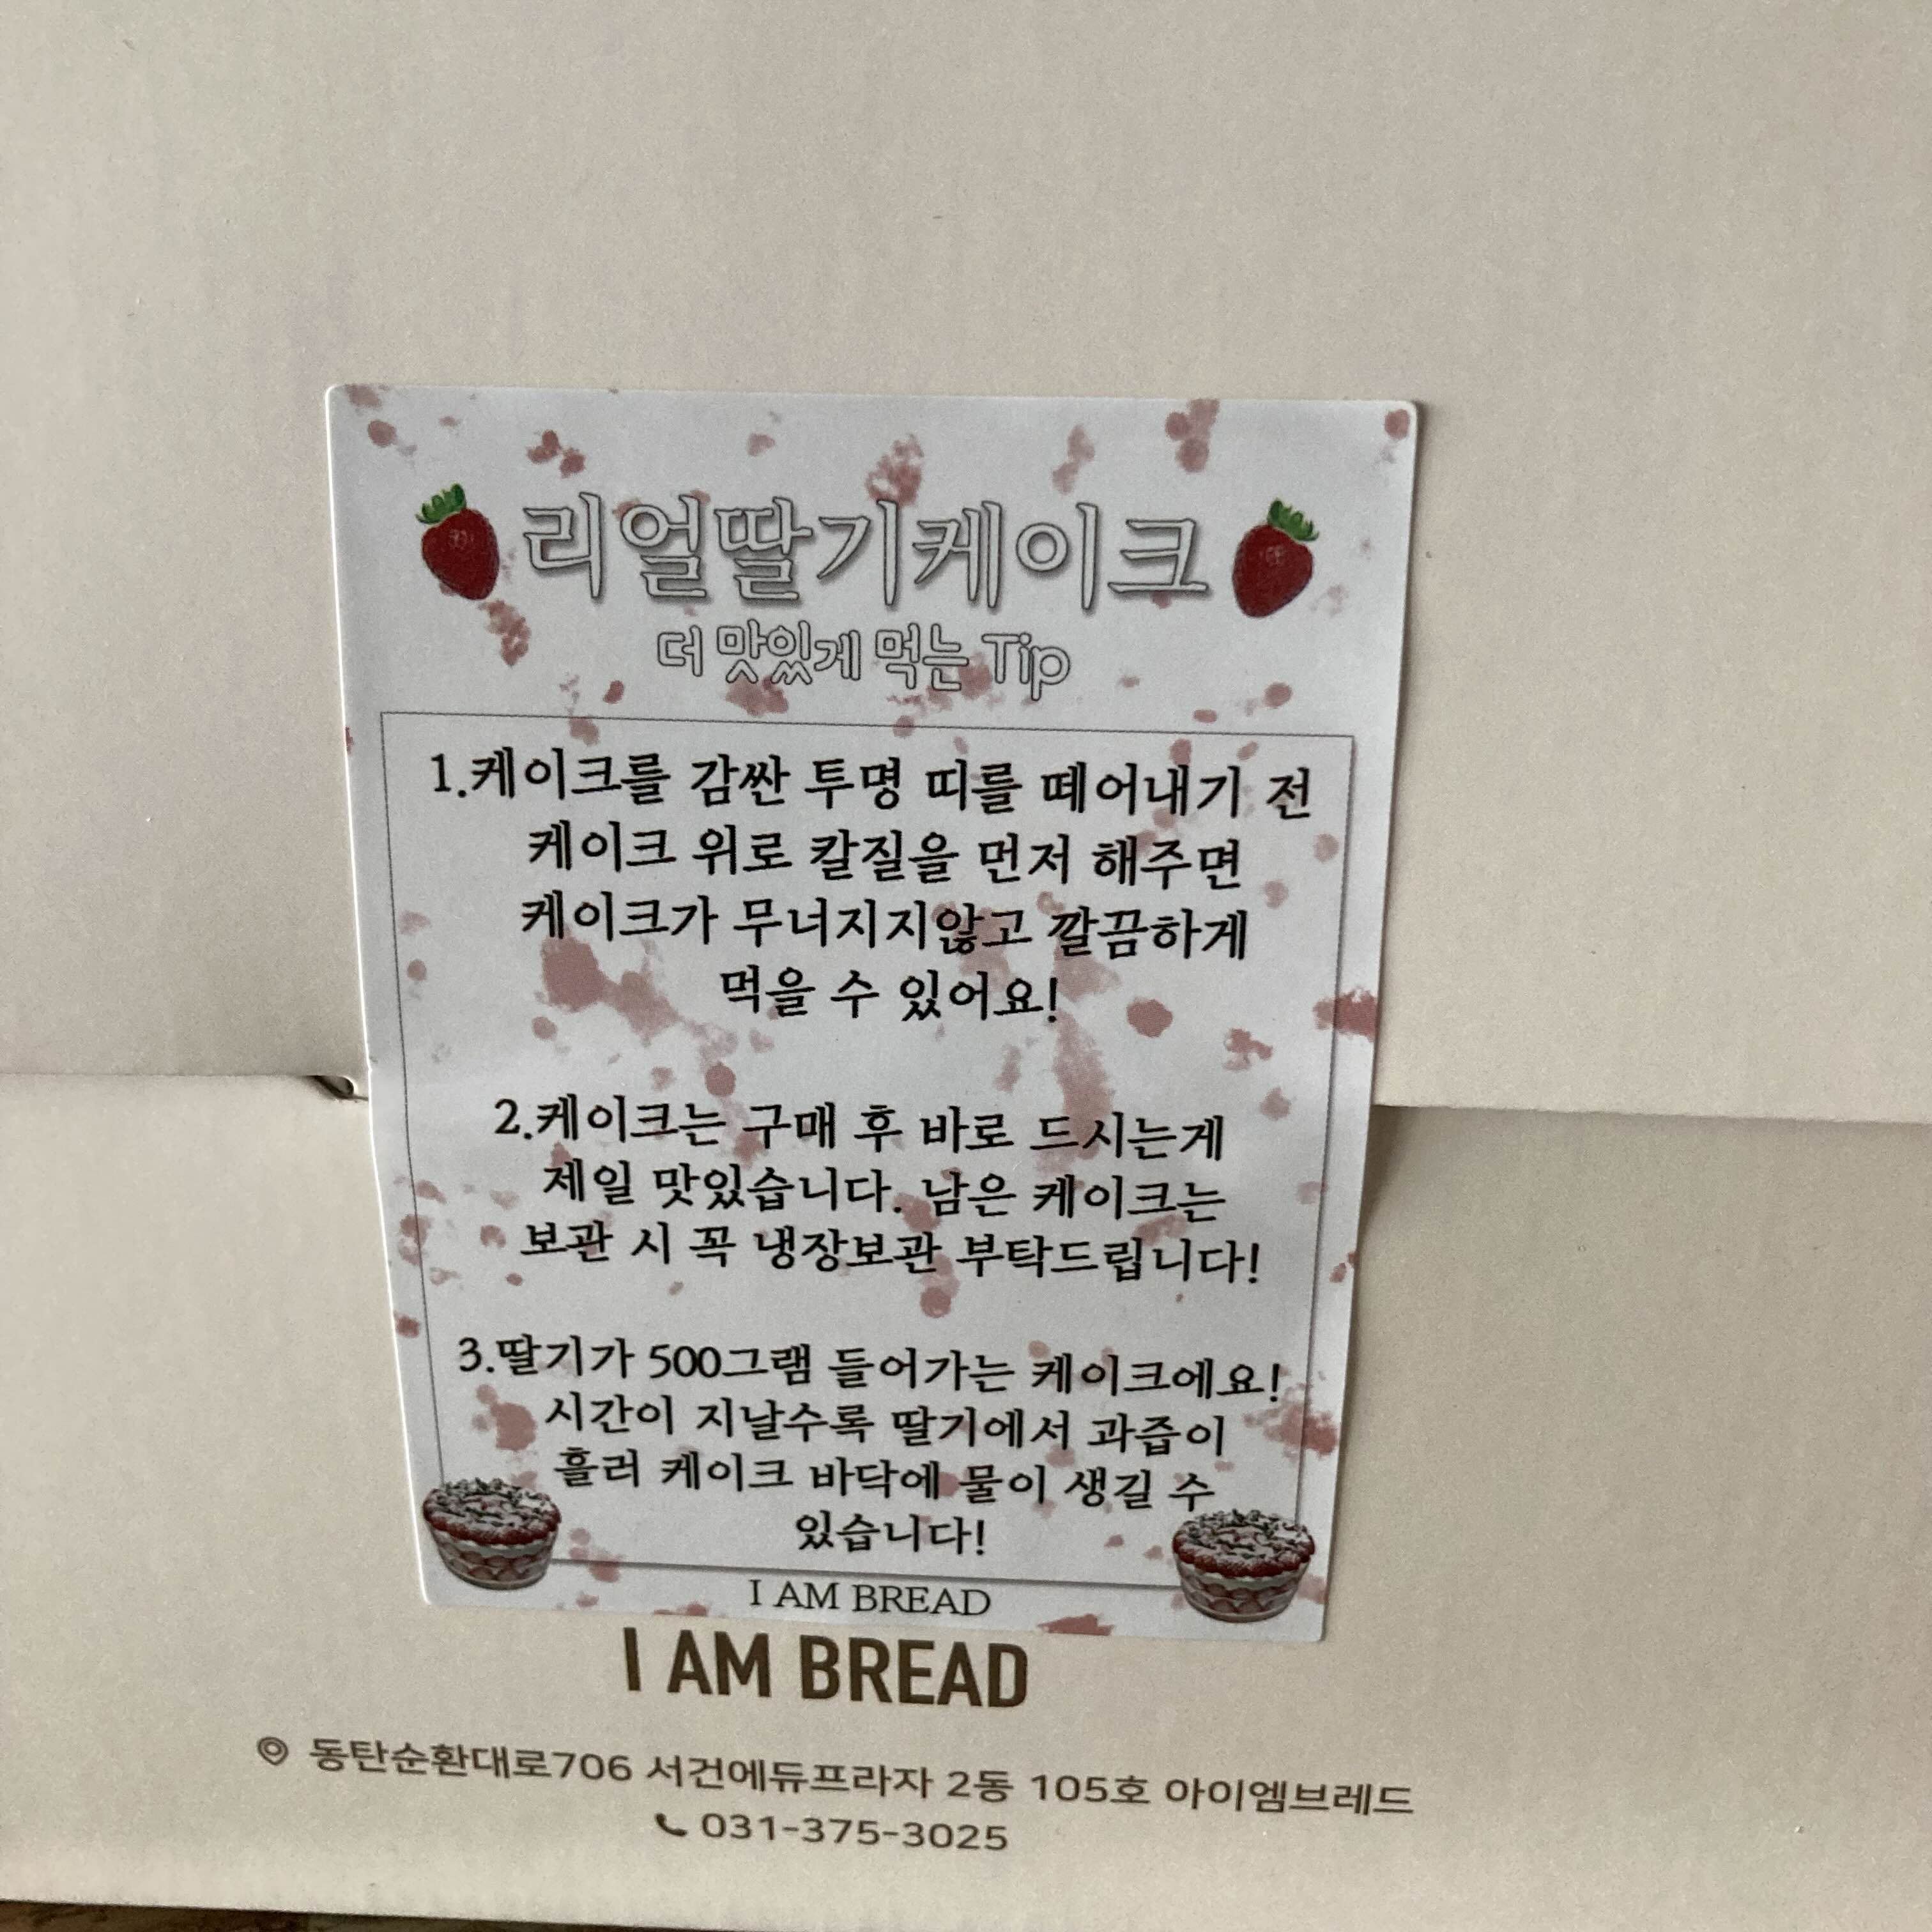 리얼딸기케이크
더 맛있게 먹는 Tip
1.케이크를 감싼 투명 띠를 떼어내기 전
케이크 위로 칼질을 먼저 해주면
케이크가 무너지지않고 깔끔하게
먹을 수 있어요!
2.케이크는 구매 후 바로 드시는게
제일 맛있습니다. 남은 케이크는
보관 시 꼭 냉장보관 부탁드립니다!
3.딸기가 500그램 들어가는 케이크에요!
시간이 지날수록 딸기에서 과즙이
흘러 케이크 바닥에 물이 생길 수
있습니다!
I AM BREAD
I AM BREAD
동탄순환대로706 서건에듀프라자 2동 105호 아이엠브레드
031-375-3025